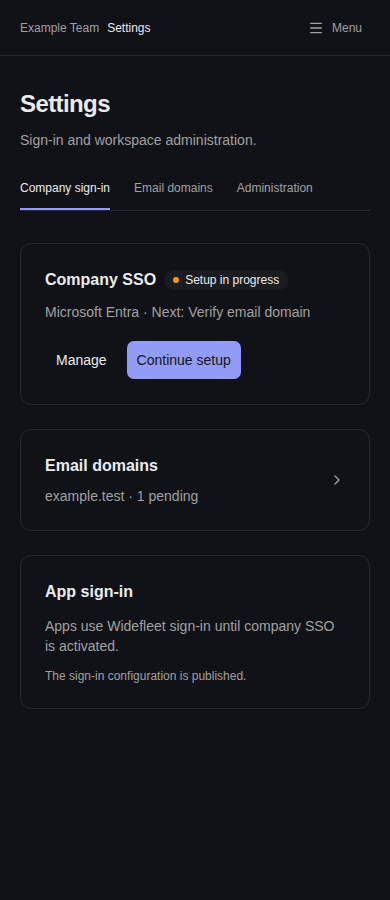 Example Team Settings
Menu
Settings
Sign-in and workspace administration.
Company sign-in
Email domains
Administration
Company SSO
Setup in progress
Microsoft Entra · Next: Verify email domain
Manage
Continue setup
Email domains
example.test · 1 pending
App sign-in
Apps use Widefleet sign-in until company SSO
is activated.
The sign-in configuration is published.